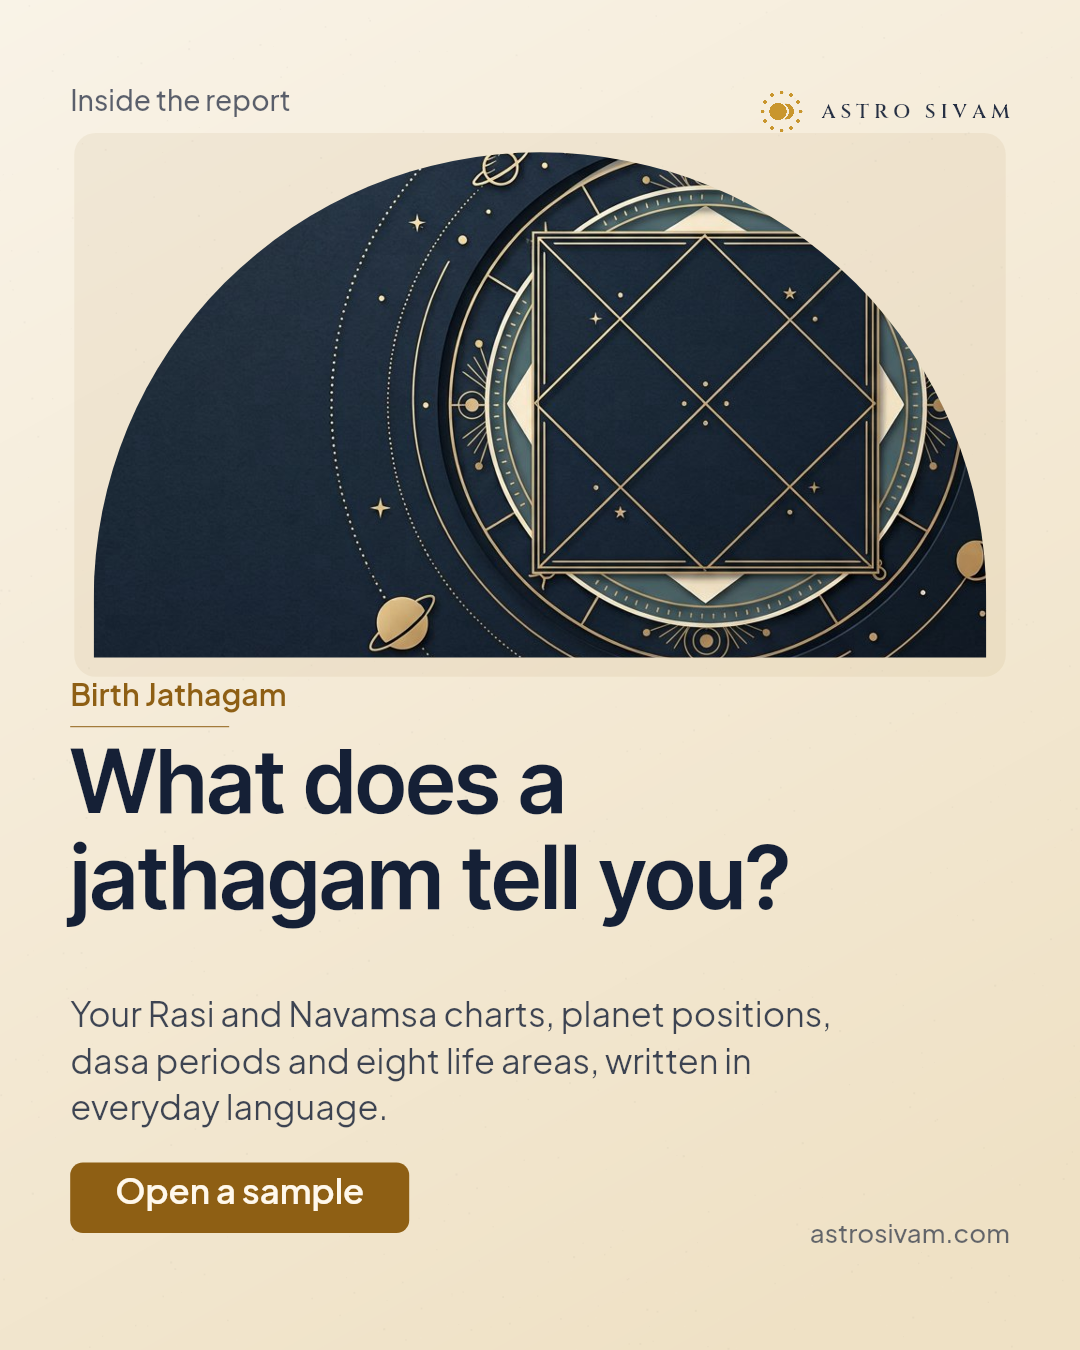 Inside the report
ASTRO SIVAM
Birth Jathagam
What does a
jathagam tell you?
Your Rasi and Navamsa charts, planet positions,
dasa periods and eight life areas, written in
everyday language.
Open a sample
astrosivam.com